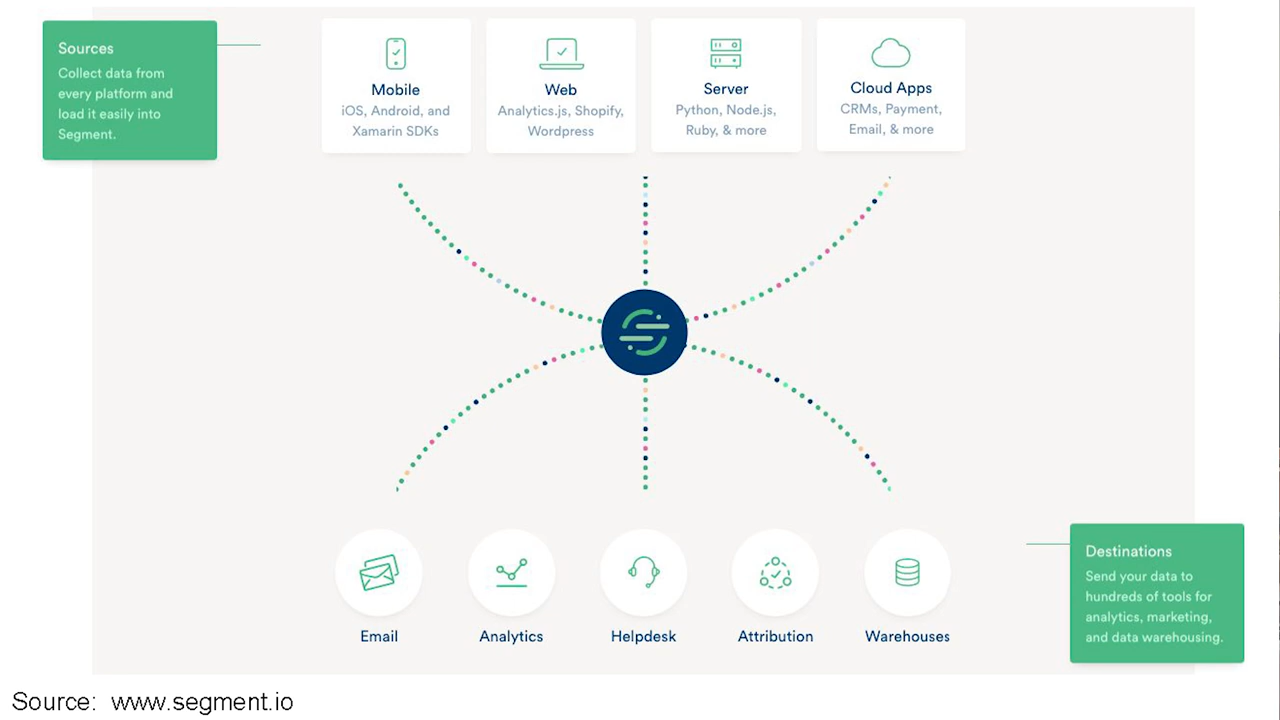 Sources
Collect data from
every platform and
load it easily into
Segment.
Mobile
iOS, Android, and
Xamarin SDKs
Web
Analytics.js, Shopify,
Wordpress
Server
Python, Node.js,
Ruby, & more
Cloud Apps
CRMs, Payment,
Email, & more
Email
Analytics
Helpdesk
Attribution
Warehouses
Destinations
Send your data to
hundreds of tools for
analytics, marketing,
and data warehousing.
Source: www.segment.io